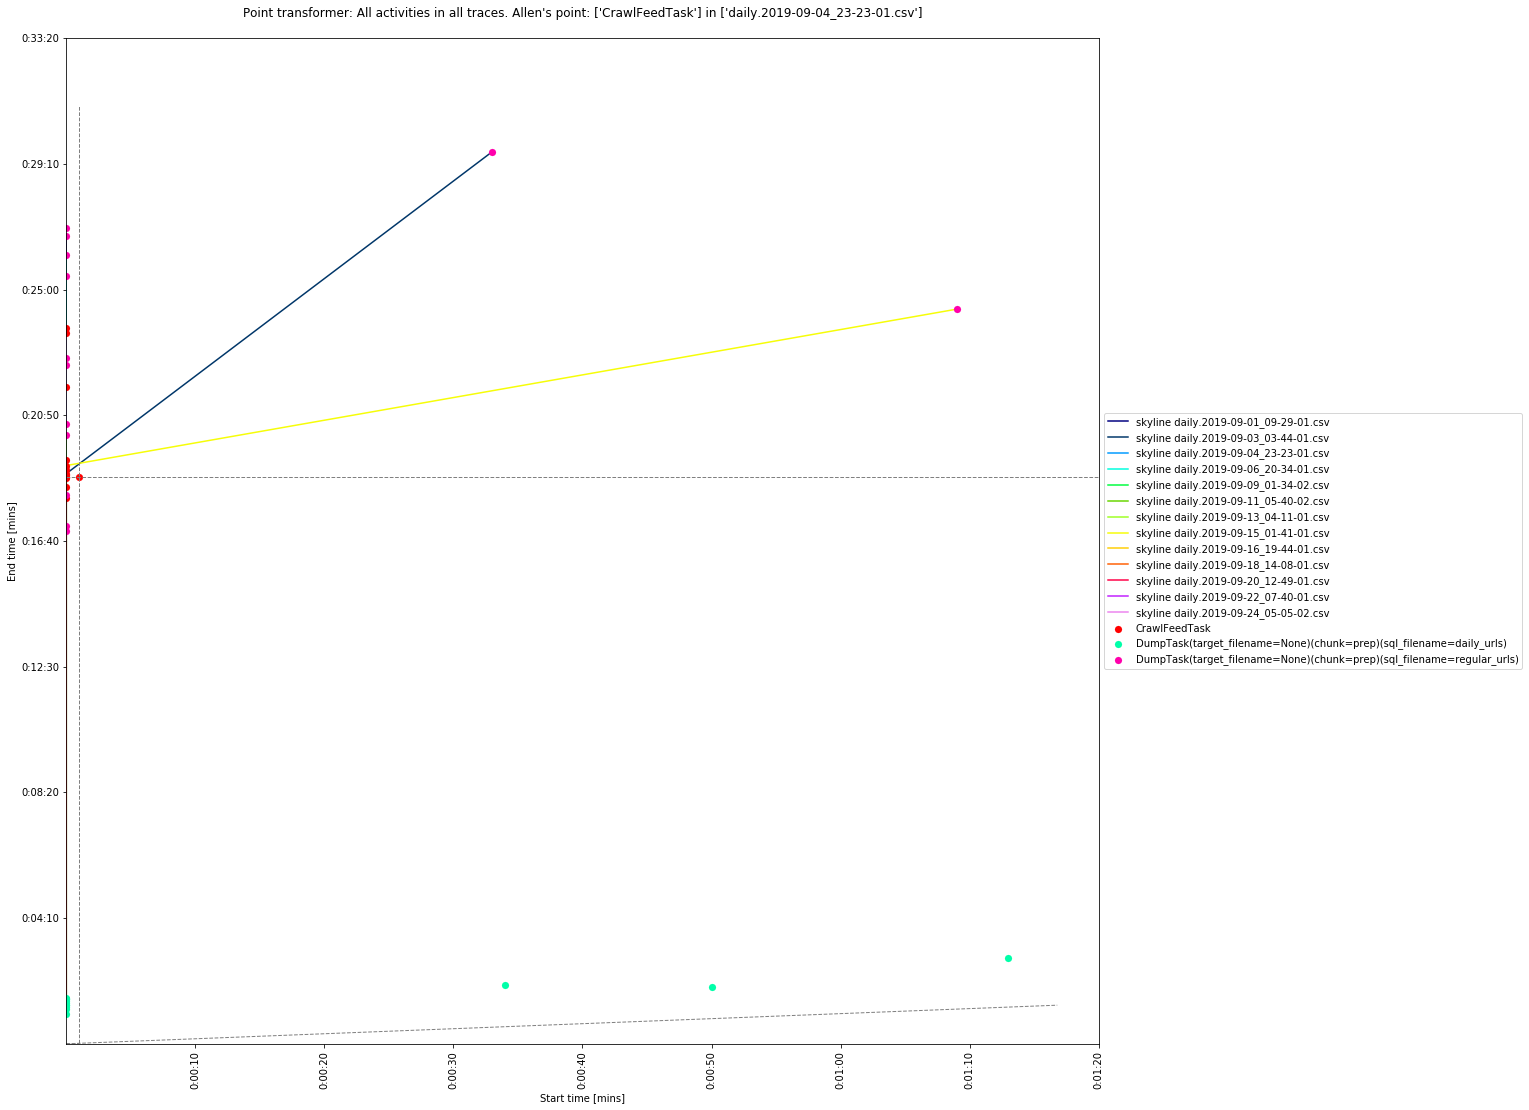 Point transformer: All activities in all traces. Allen's point: ['CrawlFeedTask'] in ['daily.2019-09-04_23-23-01.csv']
0:33:20
0:29:10
0:25:00
0:20:50
0:16:40
0:12:30
0:08:20
0:04:10
End time [mins]
0:00:10
0:00:20
0:00:30
0:00:40
0:00:50
0:01:00
0:01:10
0:01:20
Start time [mins]
skyline daily.2019-09-01_09-29-01.csv
skyline daily.2019-09-03_03-44-01.csv
skyline daily.2019-09-04_23-23-01.csv
skyline daily.2019-09-06_20-34-01.csv
skyline daily.2019-09-09_01-34-02.csv
skyline daily.2019-09-11_05-40-02.csv
skyline daily.2019-09-13_04-11-01.csv
skyline daily.2019-09-15_01-41-01.csv
skyline daily.2019-09-16_19-44-01.csv
skyline daily.2019-09-18_14-08-01.csv
skyline daily.2019-09-20_12-49-01.csv
skyline daily.2019-09-22_07-40-01.csv
skyline daily.2019-09-24_05-05-02.csv
CrawlFeedTask
DumpTask(target_filename=None)(chunk=prep)(sql_filename=daily_urls)
DumpTask(target_filename=None)(chunk=prep)(sql_filename=regular_urls)